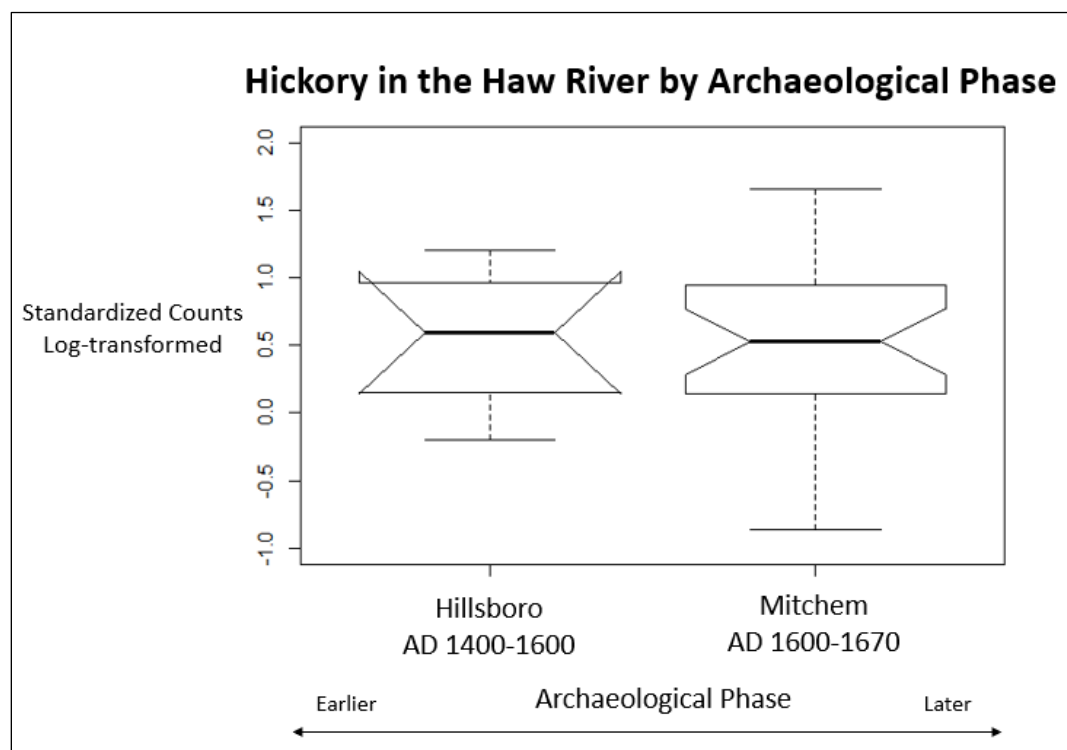 Hickory in the Haw River by Archaeological Phase
2.0
1.5
1.0
0.5
0.0
-0.5
-1.0
Standardized Counts
Log-transformed
Hillsboro
AD 1400-1600
Mitchem
AD 1600-1670
Earlier
Archaeological Phase
Later